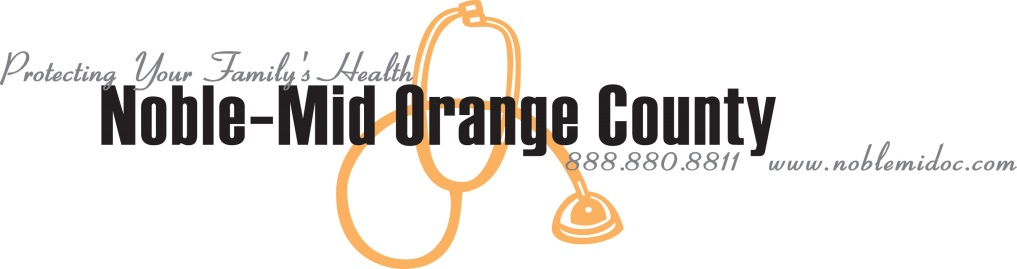 Protecting Your Family's Health
Noble-Mid Orange County
888.880.8811 www.noblemidoc.com